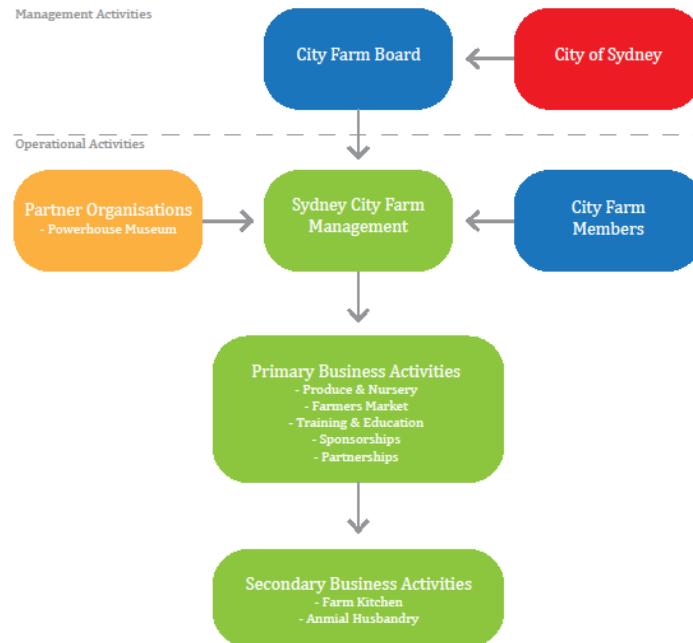 Management Activities
City Farm Board
City of Sydney
Operational Activities
Partner Organisations
- Powerhouse Museum
Sydney City Farm
Management
City Farm
Members
Primary Business Activities
- Produce & Nursery
- Farmers Market
- Training & Education
- Sponsorships
- Partnerships
Secondary Business Activities
- Farm Kitchen
- Anmial Husbandry